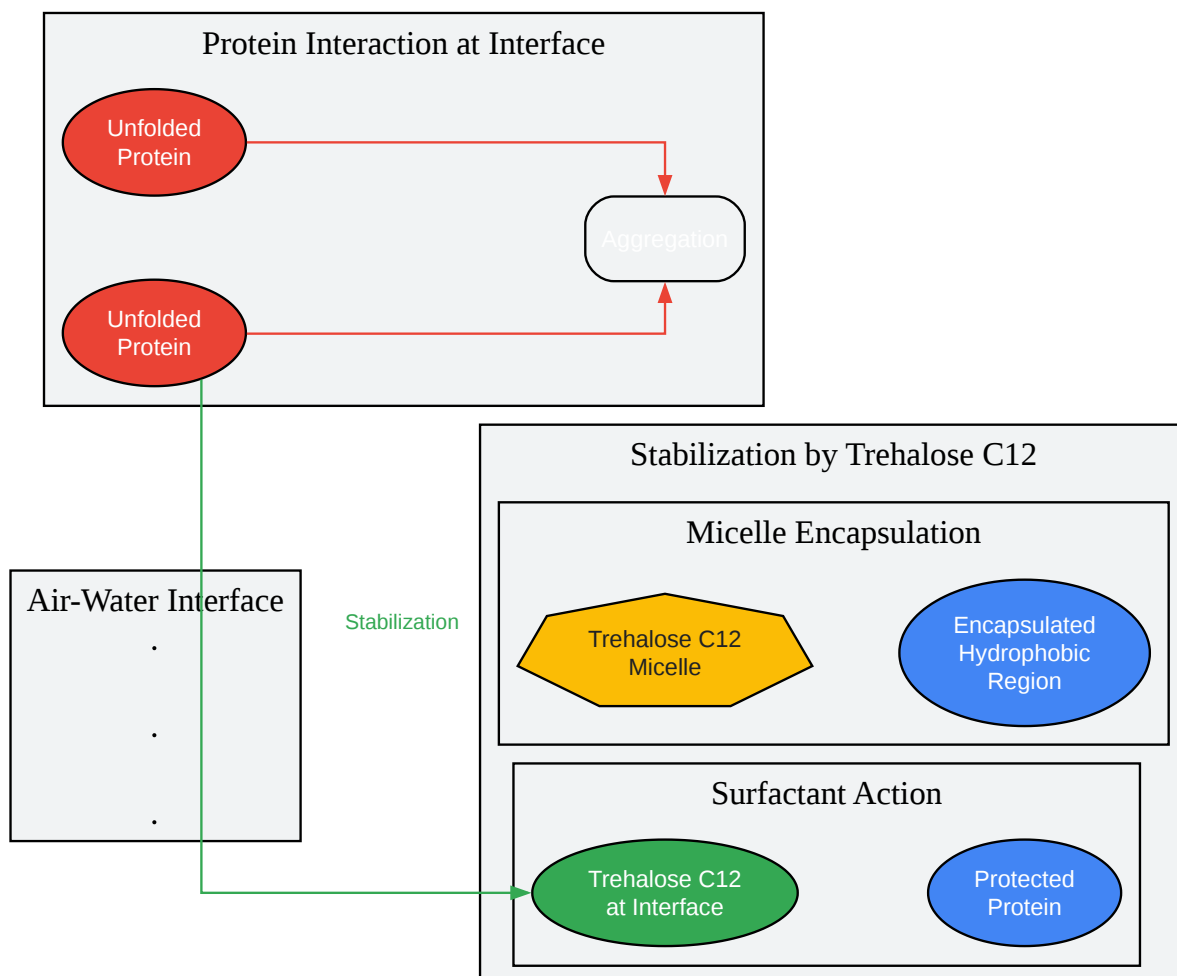 Protein Interaction at Interface
Unfolded
Protein
Aggregation
Unfolded
Protein
Stabilization by Trehalose C12
Micelle Encapsulation
Trehalose C12
Micelle
Encapsulated
Hydrophobic
Region
Air-Water Interface
.
.
.
Stabilization
Surfactant Action
Trehalose C12
at Interface
Protected
Protein